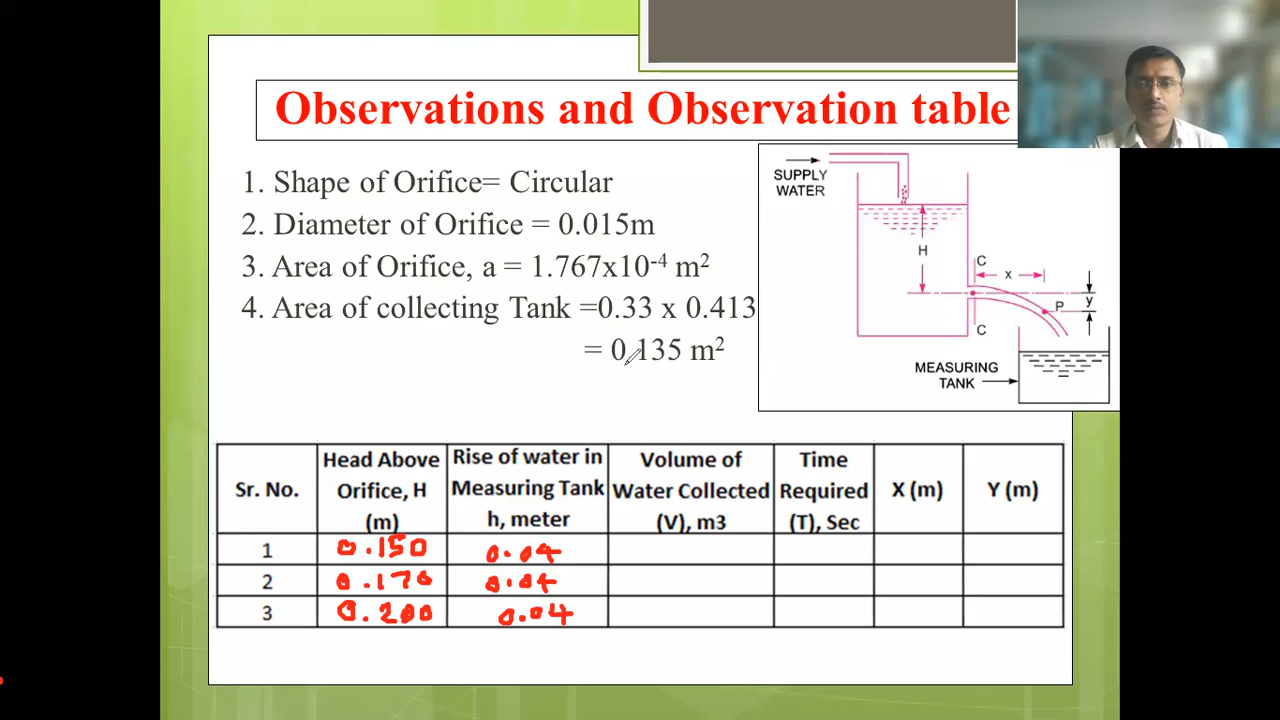 Observations and Observation table
1. Shape of Orifice= Circular
2. Diameter of Orifice = 0.015m
3. Area of Orifice, a = 1.767x10⁻⁴ m²
4. Area of collecting Tank =0.33 x 0.413
= 0.135 m²
SUPPLY
WATER
H
C
x
P
y
C
MEASURING
TANK
Sr. No.
Head Above
Orifice, H
(m)
Rise of water in
Measuring Tank
h, meter
Volume of
Water Collected
(V), m3
Time
Required
(T), Sec
X (m)
Y (m)
1 0.150 0.04
2 0.170 0.04
3 0.200 0.04